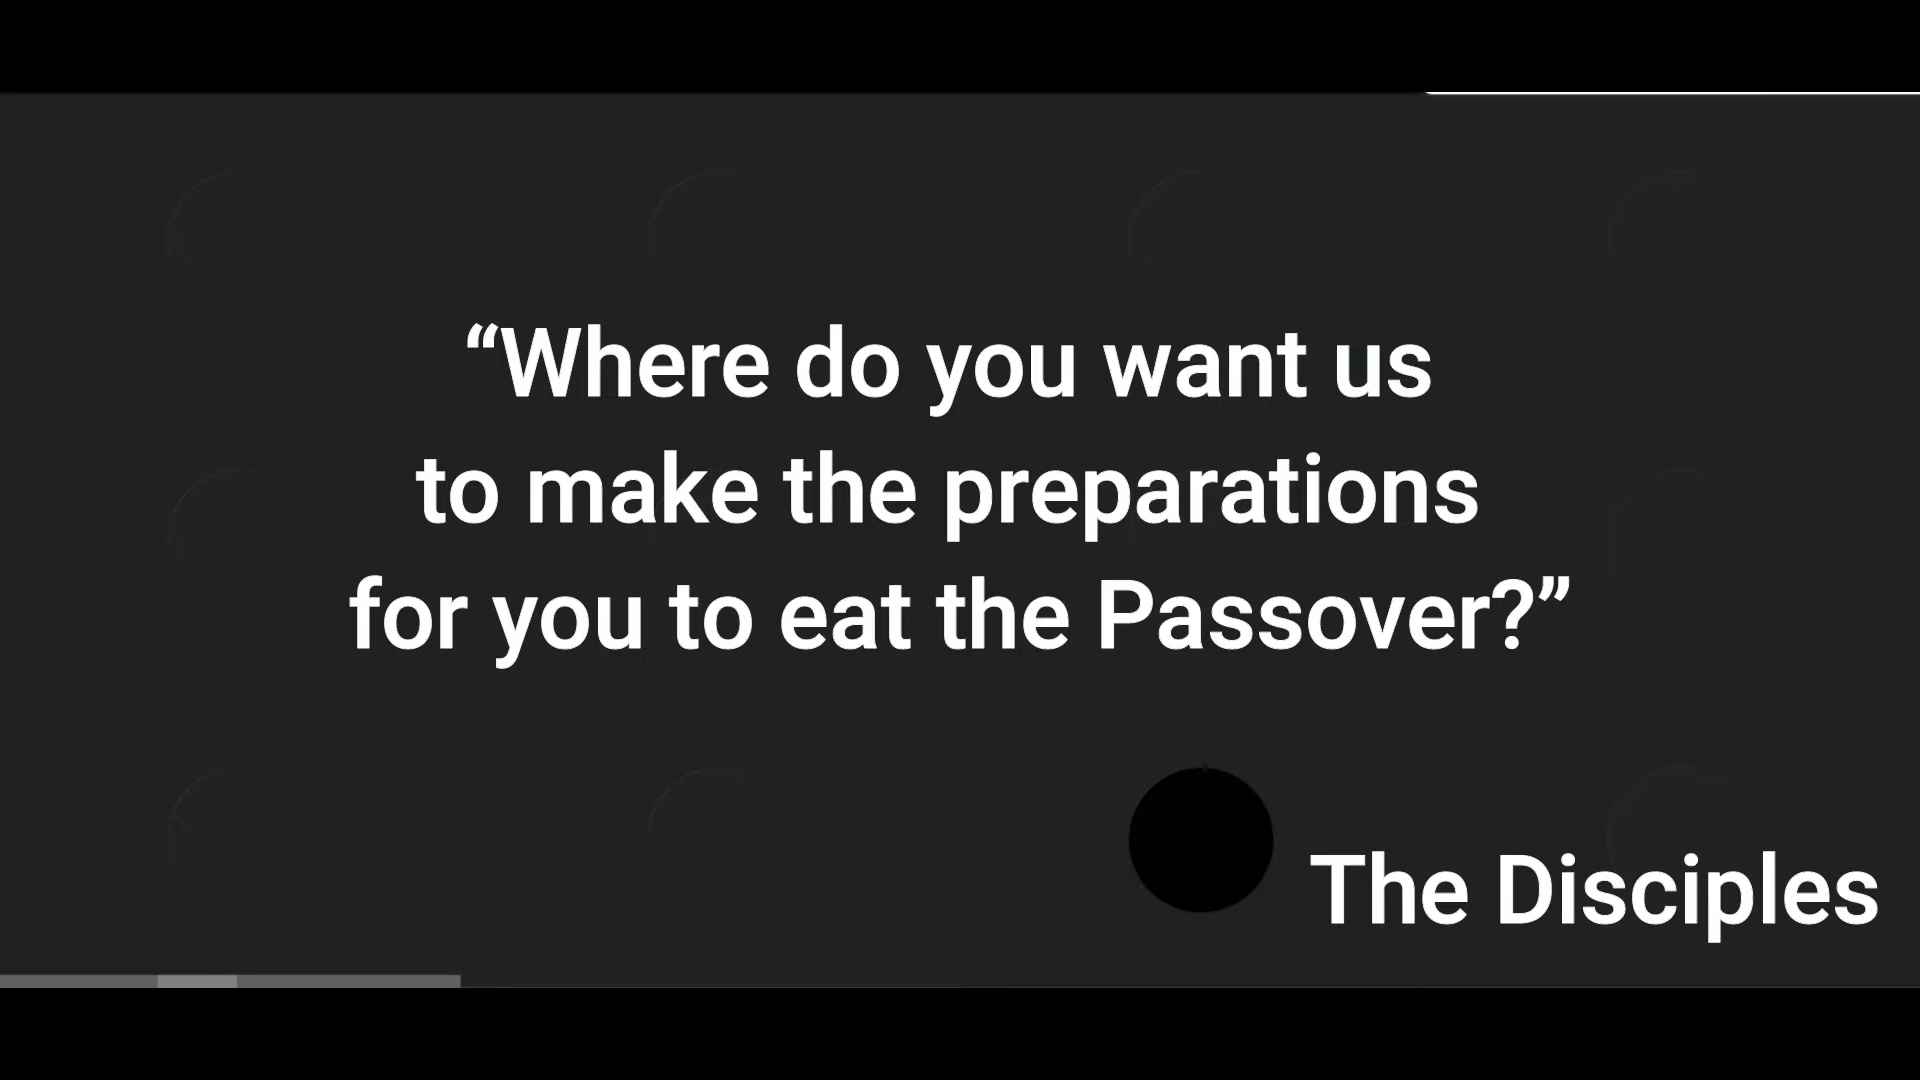 “Where do you want us
to make the preparations
for you to eat the Passover?”
The Disciples